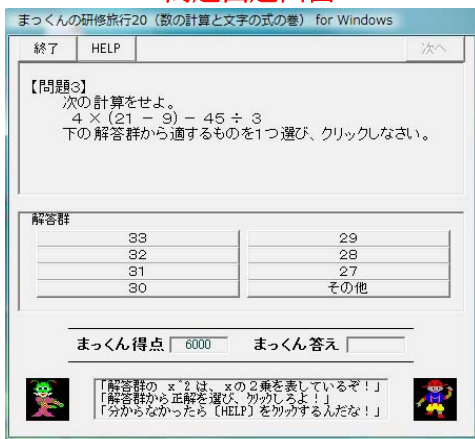 まっくんの研修旅行20（数の計算と文字の式の巻） for Windows
終了 HELP 次へ
【問題3】
次の計算をせよ。
4 × (21 － 9) － 45 ÷ 3
下の解答群から適するものを1つ選び、クリックしなさい。
解答群
33 29
32 28
31 27
30 その他
まっくん得点 6000 まっくん答え
「解答群の x^2 は、xの2乗を表しているぞ！」
「解答群から正解を選び、クリックしろよ！」
「分からなかったら〔HELP〕をクリックするんだな！」